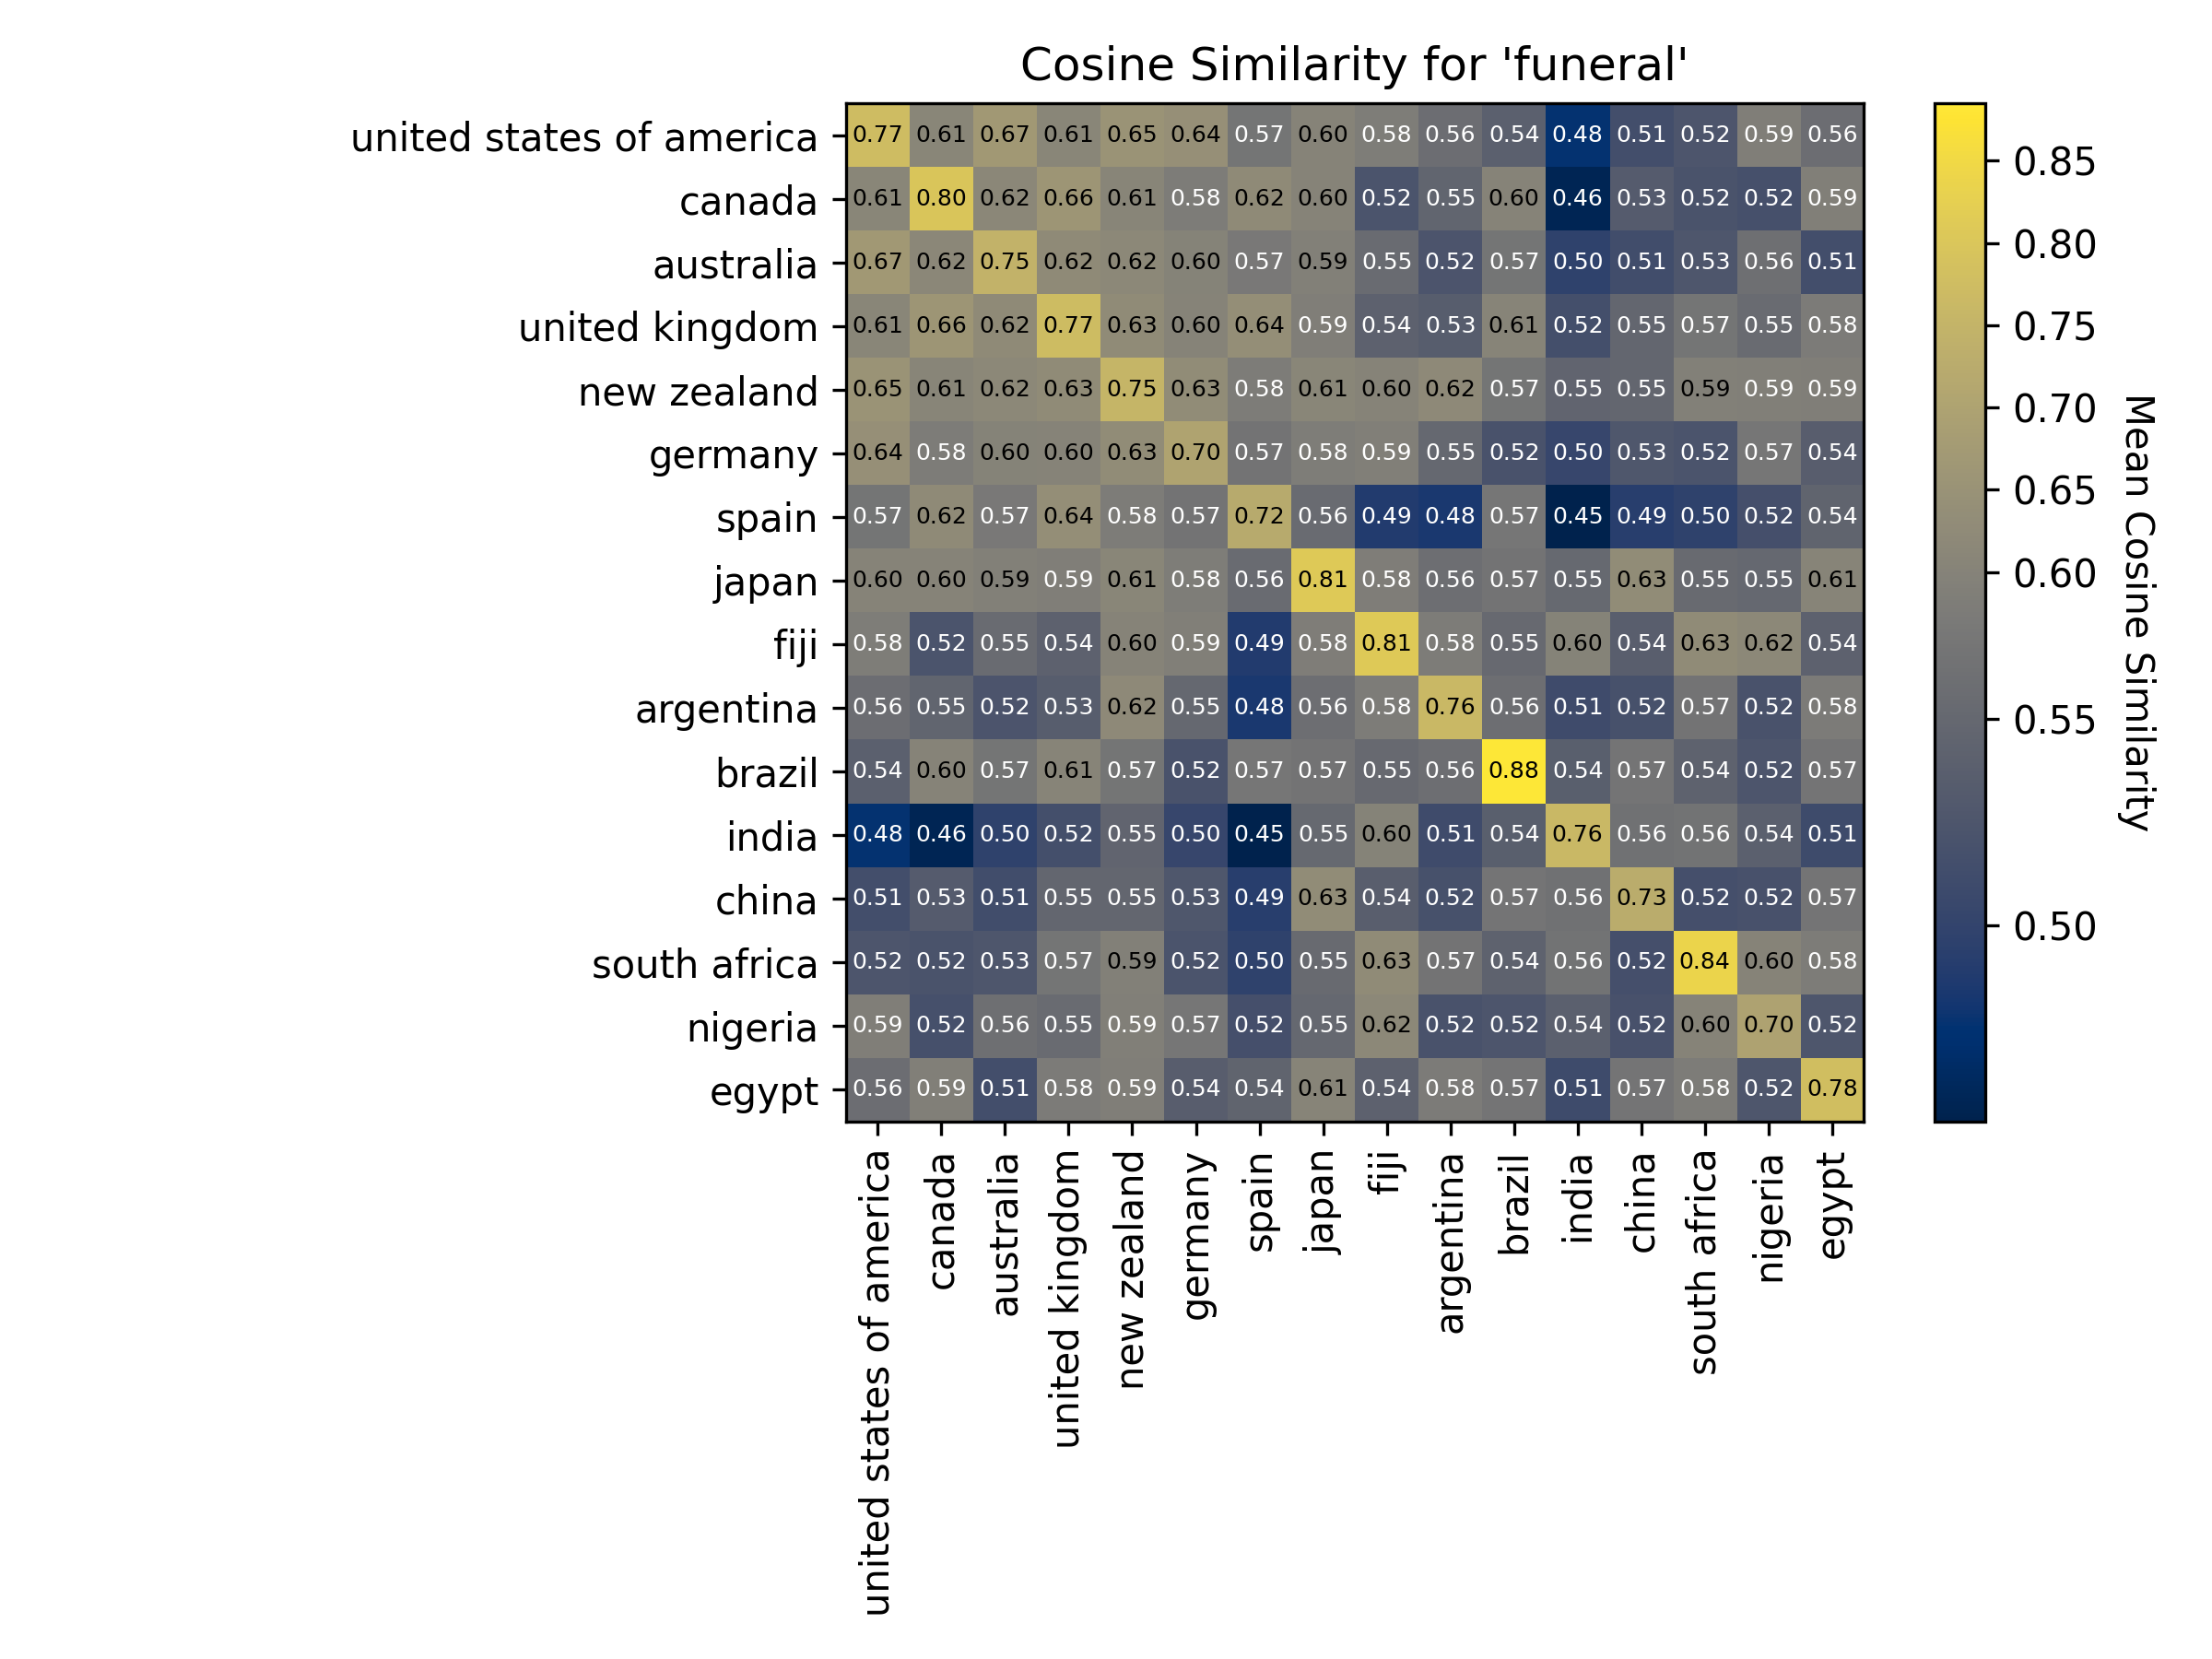 Cosine Similarity for 'funeral'
united states of america 0.77 0.61 0.67 0.61 0.65 0.64 0.57 0.60 0.58 0.56 0.54 0.48 0.51 0.52 0.59 0.56
canada 0.61 0.80 0.62 0.66 0.61 0.58 0.62 0.60 0.52 0.55 0.60 0.46 0.53 0.52 0.52 0.59
australia 0.67 0.62 0.75 0.62 0.62 0.60 0.57 0.59 0.55 0.52 0.57 0.50 0.51 0.53 0.56 0.51
united kingdom 0.61 0.66 0.62 0.77 0.63 0.60 0.64 0.59 0.54 0.53 0.61 0.52 0.55 0.57 0.55 0.58
new zealand 0.65 0.61 0.62 0.63 0.75 0.63 0.58 0.61 0.60 0.62 0.57 0.55 0.55 0.59 0.59 0.59
germany 0.64 0.58 0.60 0.60 0.63 0.70 0.57 0.58 0.59 0.55 0.52 0.50 0.53 0.52 0.57 0.54
spain 0.57 0.62 0.57 0.64 0.58 0.57 0.72 0.56 0.49 0.48 0.57 0.45 0.49 0.50 0.52 0.54
japan 0.60 0.60 0.59 0.59 0.61 0.58 0.56 0.81 0.58 0.56 0.57 0.55 0.63 0.55 0.55 0.61
fiji 0.58 0.52 0.55 0.54 0.60 0.59 0.49 0.58 0.81 0.58 0.55 0.60 0.54 0.63 0.62 0.54
argentina 0.56 0.55 0.52 0.53 0.62 0.55 0.48 0.56 0.58 0.76 0.56 0.51 0.52 0.57 0.52 0.58
brazil 0.54 0.60 0.57 0.61 0.57 0.52 0.57 0.57 0.55 0.56 0.88 0.54 0.57 0.54 0.52 0.57
india 0.48 0.46 0.50 0.52 0.55 0.50 0.45 0.55 0.60 0.51 0.54 0.76 0.56 0.56 0.54 0.51
china 0.51 0.53 0.51 0.55 0.55 0.53 0.49 0.63 0.54 0.52 0.57 0.56 0.73 0.52 0.52 0.57
south africa 0.52 0.52 0.53 0.57 0.59 0.52 0.50 0.55 0.63 0.57 0.54 0.56 0.52 0.84 0.60 0.58
nigeria 0.59 0.52 0.56 0.55 0.59 0.57 0.52 0.55 0.62 0.52 0.52 0.54 0.52 0.60 0.70 0.52
egypt 0.56 0.59 0.51 0.58 0.59 0.54 0.54 0.61 0.54 0.58 0.57 0.51 0.57 0.58 0.52 0.78
united states of america
canada
australia
united kingdom
new zealand
germany
spain
japan
fiji
argentina
brazil
india
china
south africa
nigeria
egypt
0.85
0.80
0.75
0.70
0.65
0.60
0.55
0.50
Mean Cosine Similarity